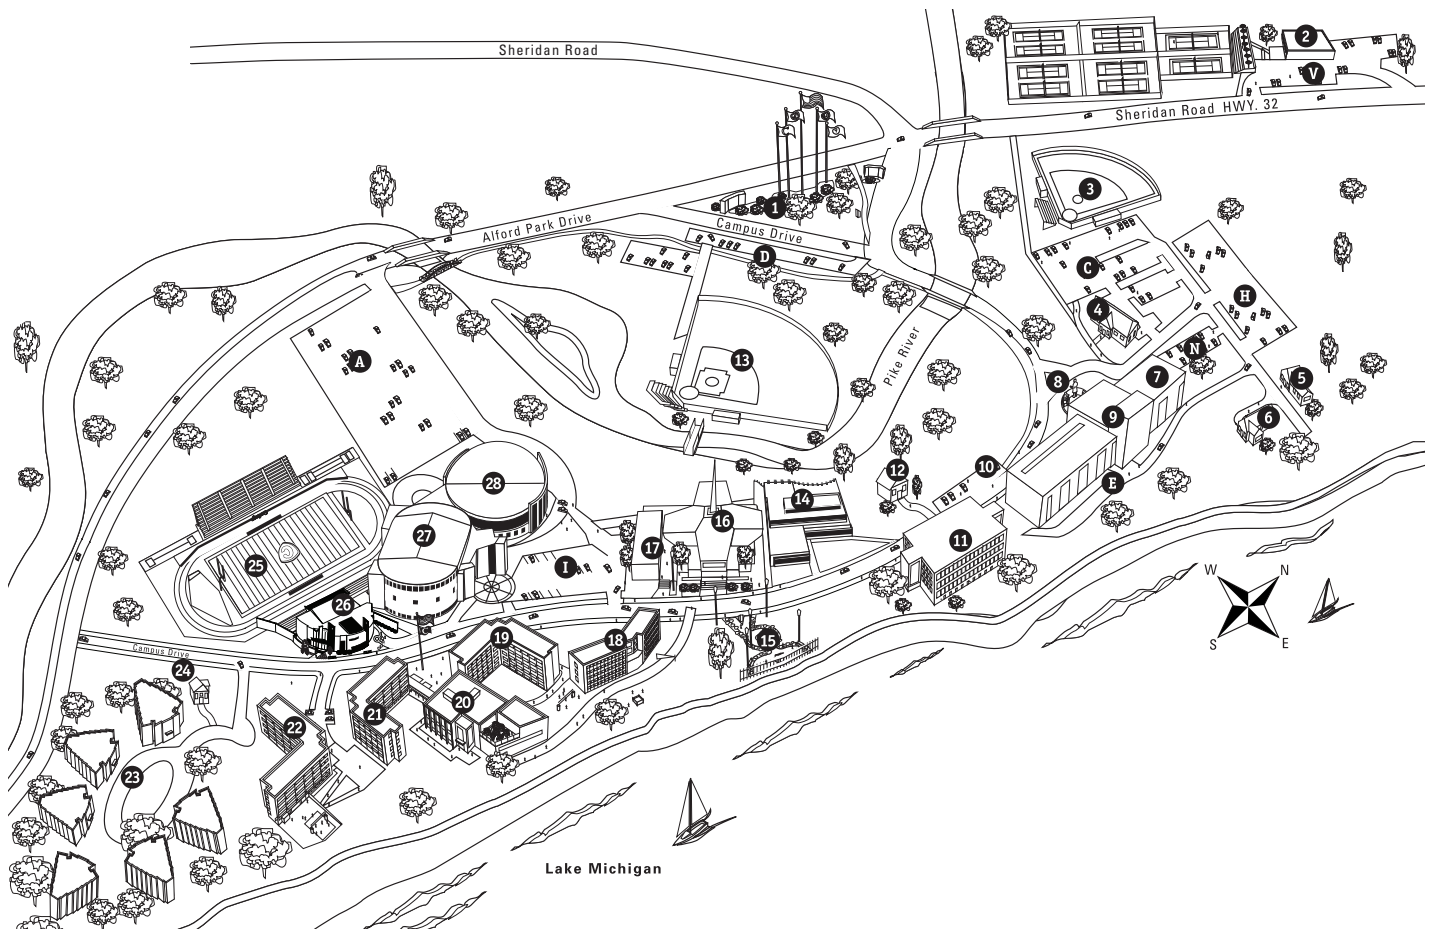 Sheridan Road
2
V
Sheridan Road HWY. 32
3
1
Alford Park Drive
Campus Drive
D
C
H
4
A
13
Pike River
N
7
8
5
9
6
10
12
E
28
14
16
27
17
11
I
25
W
N
S
E
26
19
18
15
Campus Drive
24
20
21
22
23
Lake Michigan